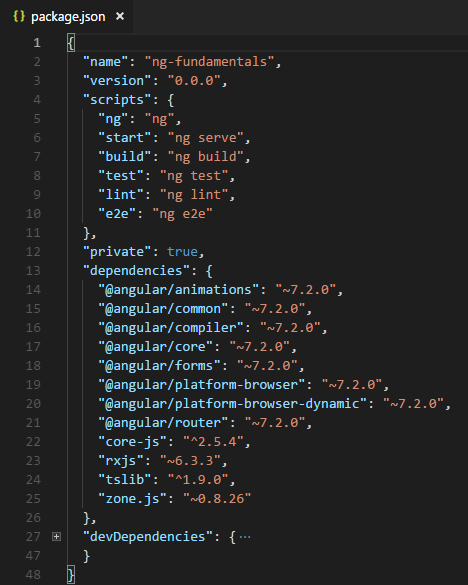 {} package.json ×
1 {
2 "name": "ng-fundamentals",
3 "version": "0.0.0",
4 "scripts": {
5 "ng": "ng",
6 "start": "ng serve",
7 "build": "ng build",
8 "test": "ng test",
9 "lint": "ng lint",
10 "e2e": "ng e2e"
11 },
12 "private": true,
13 "dependencies": {
14 "@angular/animations": "~7.2.0",
15 "@angular/common": "~7.2.0",
16 "@angular/compiler": "~7.2.0",
17 "@angular/core": "~7.2.0",
18 "@angular/forms": "~7.2.0",
19 "@angular/platform-browser": "~7.2.0",
20 "@angular/platform-browser-dynamic": "~7.2.0",
21 "@angular/router": "~7.2.0",
22 "core-js": "^2.5.4",
23 "rxjs": "~6.3.3",
24 "tslib": "^1.9.0",
25 "zone.js": "~0.8.26"
26 },
27 "devDependencies": {...
47 }
48 }